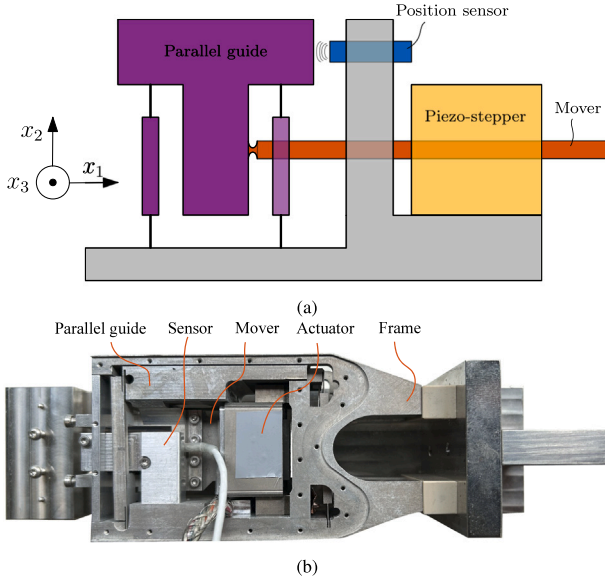 Position sensor
Parallel guide
Piezo-stepper
Mover
x₂
x₃
x₁
(a)
Parallel guide Sensor Mover Actuator Frame
(b)